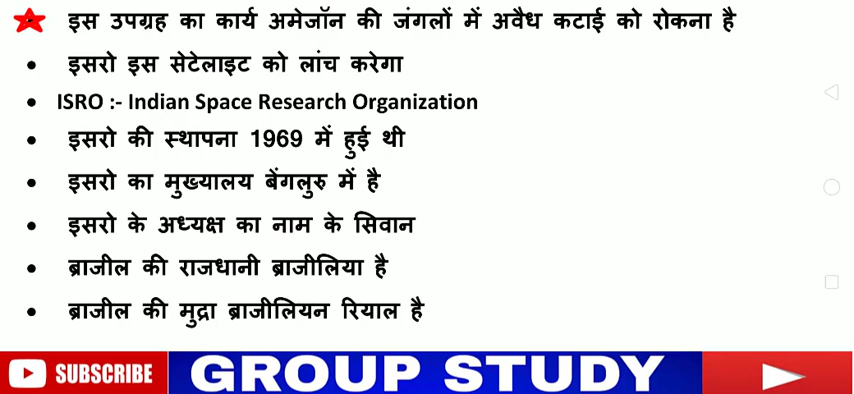 इस उपग्रह का कार्य अमेजॉन की जंगलों में अवैध कटाई को रोकना है
• इसरो इस सेटेलाइट को लांच करेगा
• ISRO :- Indian Space Research Organization
• इसरो की स्थापना 1969 में हुई थी
• इसरो का मुख्यालय बेंगलुरु में है
• इसरो के अध्यक्ष का नाम के सिवान
• ब्राजील की राजधानी ब्राजीलिया है
• ब्राजील की मुद्रा ब्राजीलियन रियाल है
SUBSCRIBE GROUP STUDY